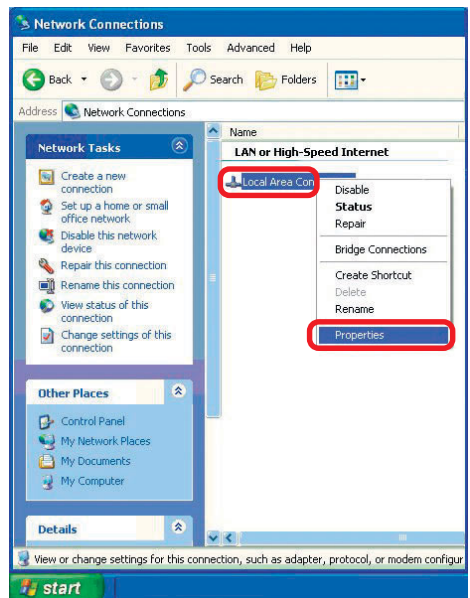 Network Connections
File Edit View Favorites Tools Advanced Help
Back Search Folders
Address Network Connections
Name
Network Tasks
Create a new
connection
Set up a home or small
office network
Disable this network
device
Repair this connection
Rename this connection
View status of this
connection
Change settings of this
connection
Other Places
Control Panel
My Network Places
My Documents
My Computer
Details
LAN or High-Speed Internet
Local Area Con
Disable
Status
Repair
Bridge Connections
Create Shortcut
Delete
Rename
Properties
View or change settings for this connection, such as adapter, protocol, or modem configur
start